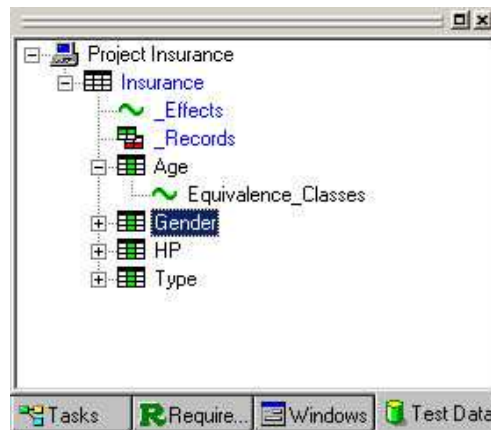 Project Insurance
Insurance
_Effects
_Records
Age
Equivalence_Classes
Gender
HP
Type
Tasks Require... Windows Test Data